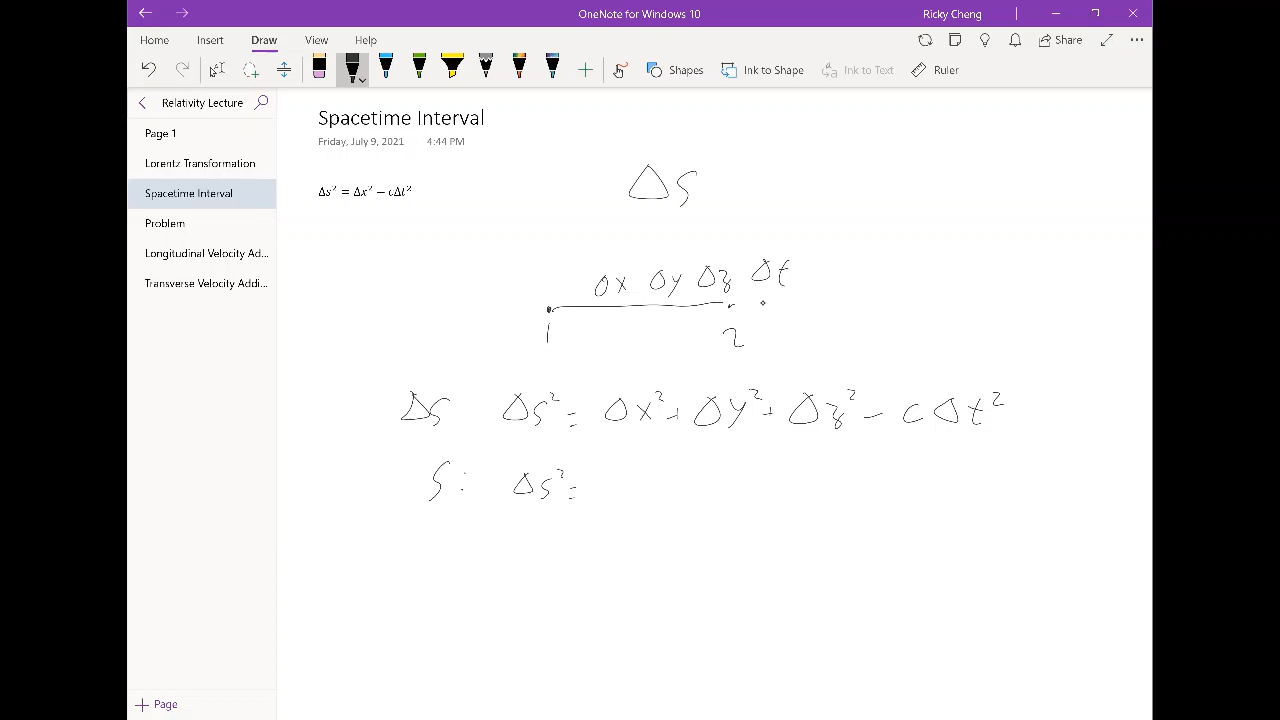 OneNote for Windows 10
Ricky Cheng
Home Insert Draw View Help
Share
Shapes Ink to Shape Ink to Text Ruler
Relativity Lecture
Page 1
Lorentz Transformation
Spacetime Interval
Problem
Longitudinal Velocity Ad...
Transverse Velocity Addi...
Page
Spacetime Interval
Friday, July 9, 2021 4:44 PM
Δs² = Δx² − cΔt²
Δs
Δx Δy Δz Δt
1 2
Δs Δs² = Δx² + Δy² + Δz² − cΔt²
S: Δs² =